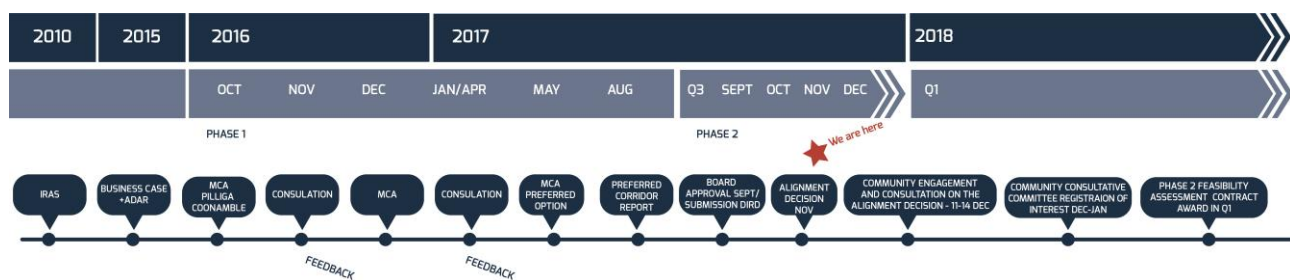 2010 2015 2016 2017 2018
OCT NOV DEC JAN/APR MAY AUG Q3 SEPT OCT NOV DEC Q1
PHASE 1 PHASE 2
We are here
IRAS
BUSINESS CASE
+ADAR
MCA
PILLIGA
COONAMBLE
CONSULATION
MCA
CONSULATION
MCA
PREFERRED
OPTION
PREFERRED
CORRIDOR
REPORT
BOARD
APPROVAL SEPT/
SUBMISSION DIRD
ALIGNMENT
DECISION
NOV
COMMUNITY ENGAGEMENT
AND CONSULTATION ON THE
ALIGNMENT DECISION - 11-14 DEC
COMMUNITY CONSULTATIVE
COMMITTEE REGISTRAION OF
INTEREST DEC-JAN
PHASE 2 FEASIBILITY
ASSESSMENT CONTRACT
AWARD IN Q1
FEEDBACK
FEEDBACK